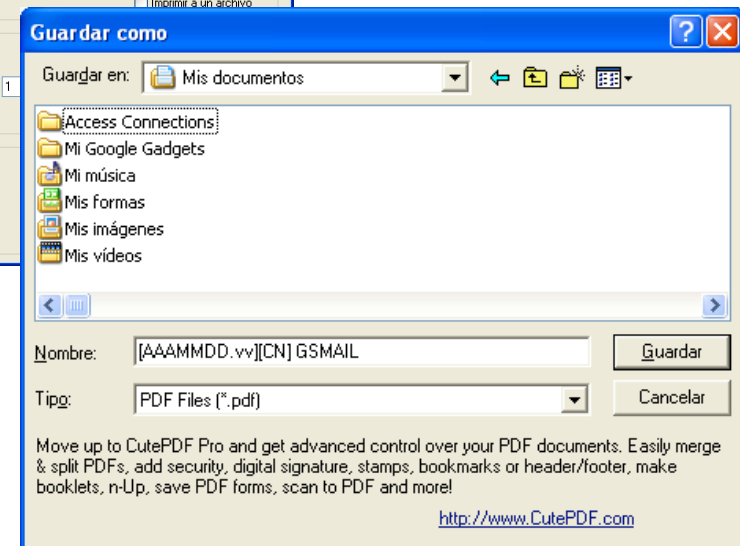 Imprimir a un archivo
Guardar como
1
Guardar en: Mis documentos
Access Connections
Mi Google Gadgets
Mi música
Mis formas
Mis imágenes
Mis vídeos
Nombre: [AAAMMDD.vv][CN] GSMAIL Guardar
Tipo: PDF Files (*.pdf) Cancelar
Move up to CutePDF Pro and get advanced control over your PDF documents. Easily merge
& split PDFs, add security, digital signature, stamps, bookmarks or header/footer, make
booklets, n-Up, save PDF forms, scan to PDF and more!
http://www.CutePDF.com